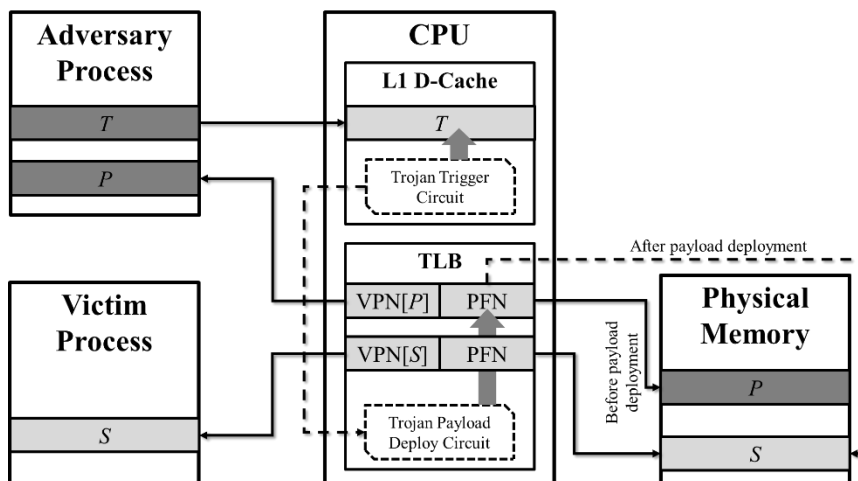 Adversary
Process
T
P
Victim
Process
S
CPU
L1 D-Cache
T
Trojan Trigger
Circuit
TLB
VPN[P] PFN
VPN[S] PFN
Trojan Payload
Deploy Circuit
After payload deployment
Before payload
deployment
Physical
Memory
P
S